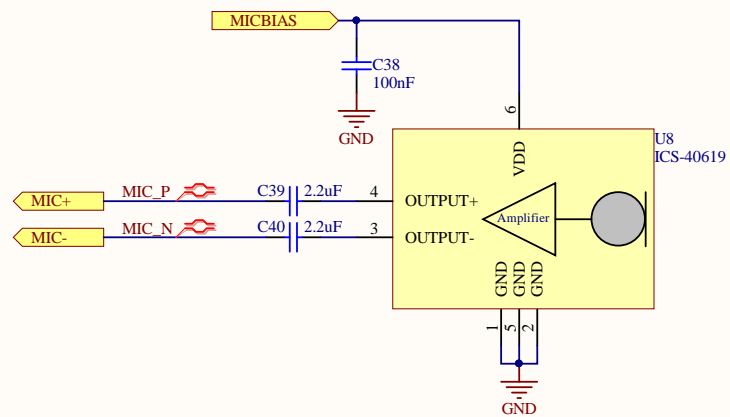 MICBIAS
C38
100nF
GND
6
U8
ICS-40619
VDD
MIC+
MIC_P
C39
2.2uF
4
OUTPUT+
Amplifier
MIC-
MIC_N
C40
2.2uF
3
OUTPUT-
GND
GND
GND
1
5
2
GND